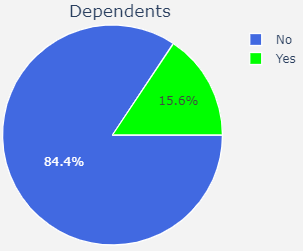 Dependents
No
Yes
15.6%
84.4%